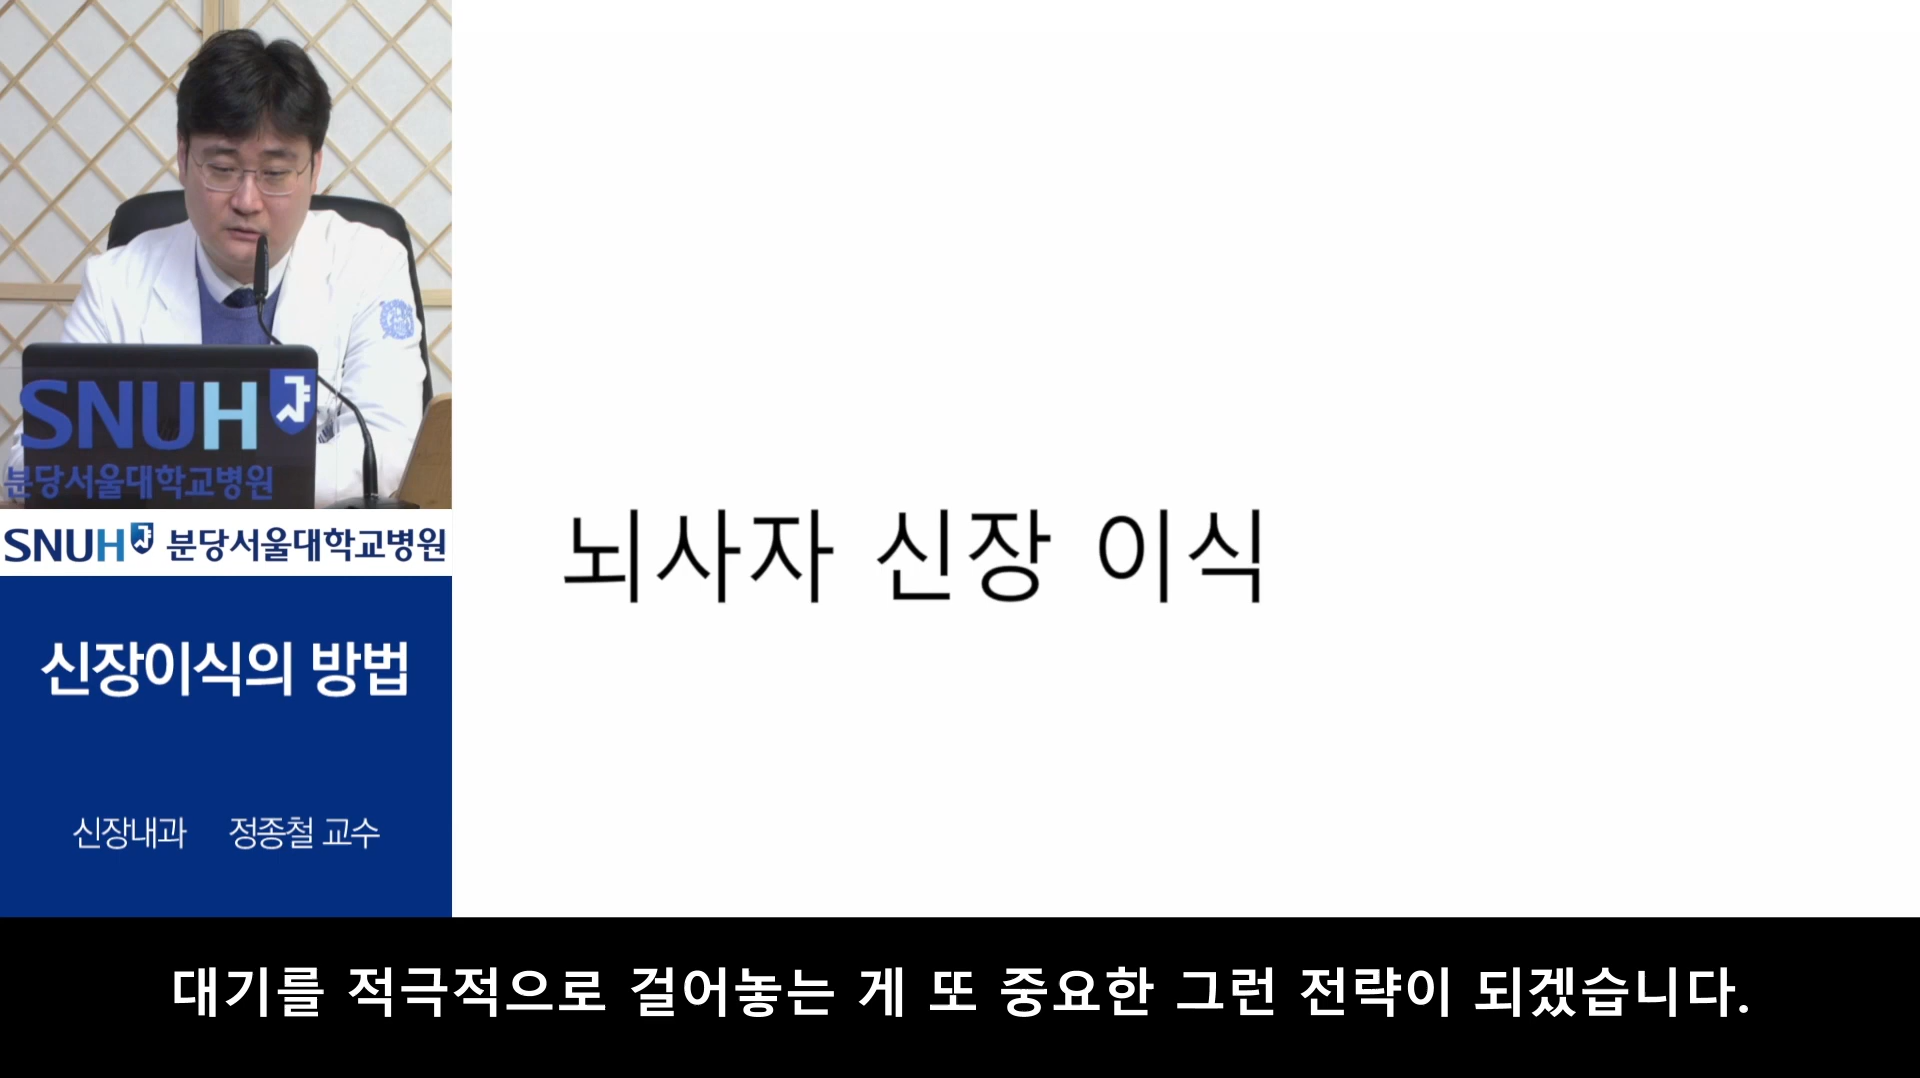 SNUH
분당서울대학교병원
SNUH 분당서울대학교병원
신장이식의 방법
신장내과 정종철 교수
뇌사자 신장 이식
대기를 적극적으로 걸어놓는 게 또 중요한 그런 전략이 되겠습니다.